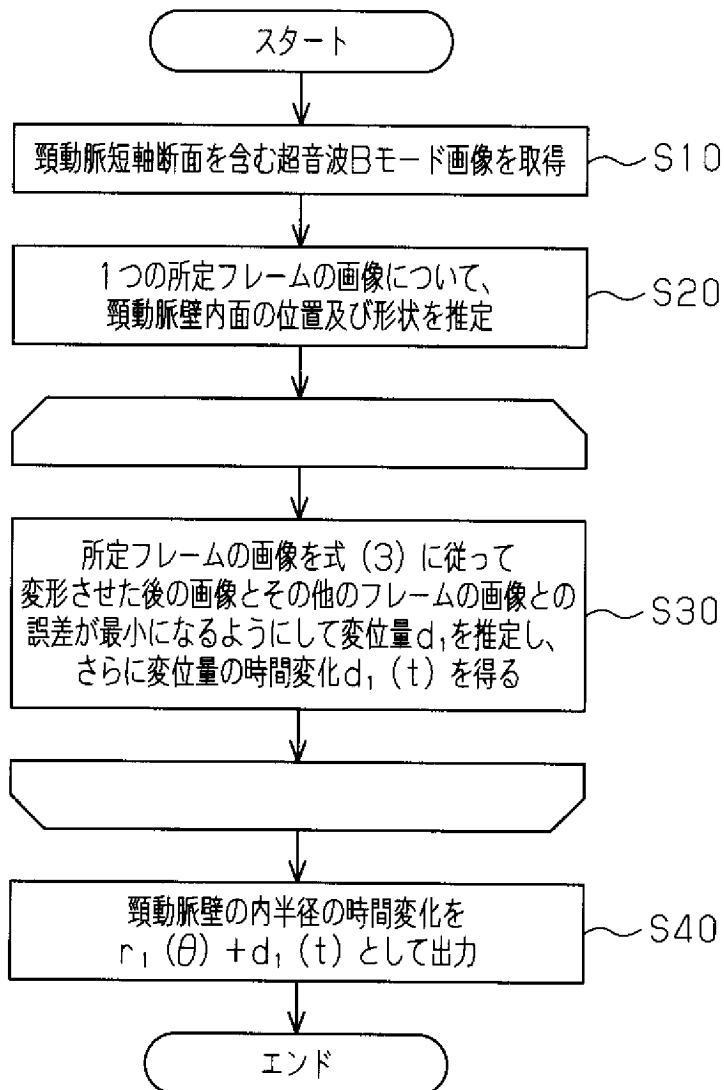 スタート
頸動脈短軸断面を含む超音波Bモード画像を取得
S10
1つの所定フレームの画像について、
頸動脈壁内面の位置及び形状を推定
S20
所定フレームの画像を式（3）に従って
変形させた後の画像とその他のフレームの画像との
誤差が最小になるようにして変位量d₁を推定し、
さらに変位量の時間変化d₁（t）を得る
S30
頸動脈壁の内半径の時間変化を
r₁（θ）+d₁（t）として出力
S40
エンド